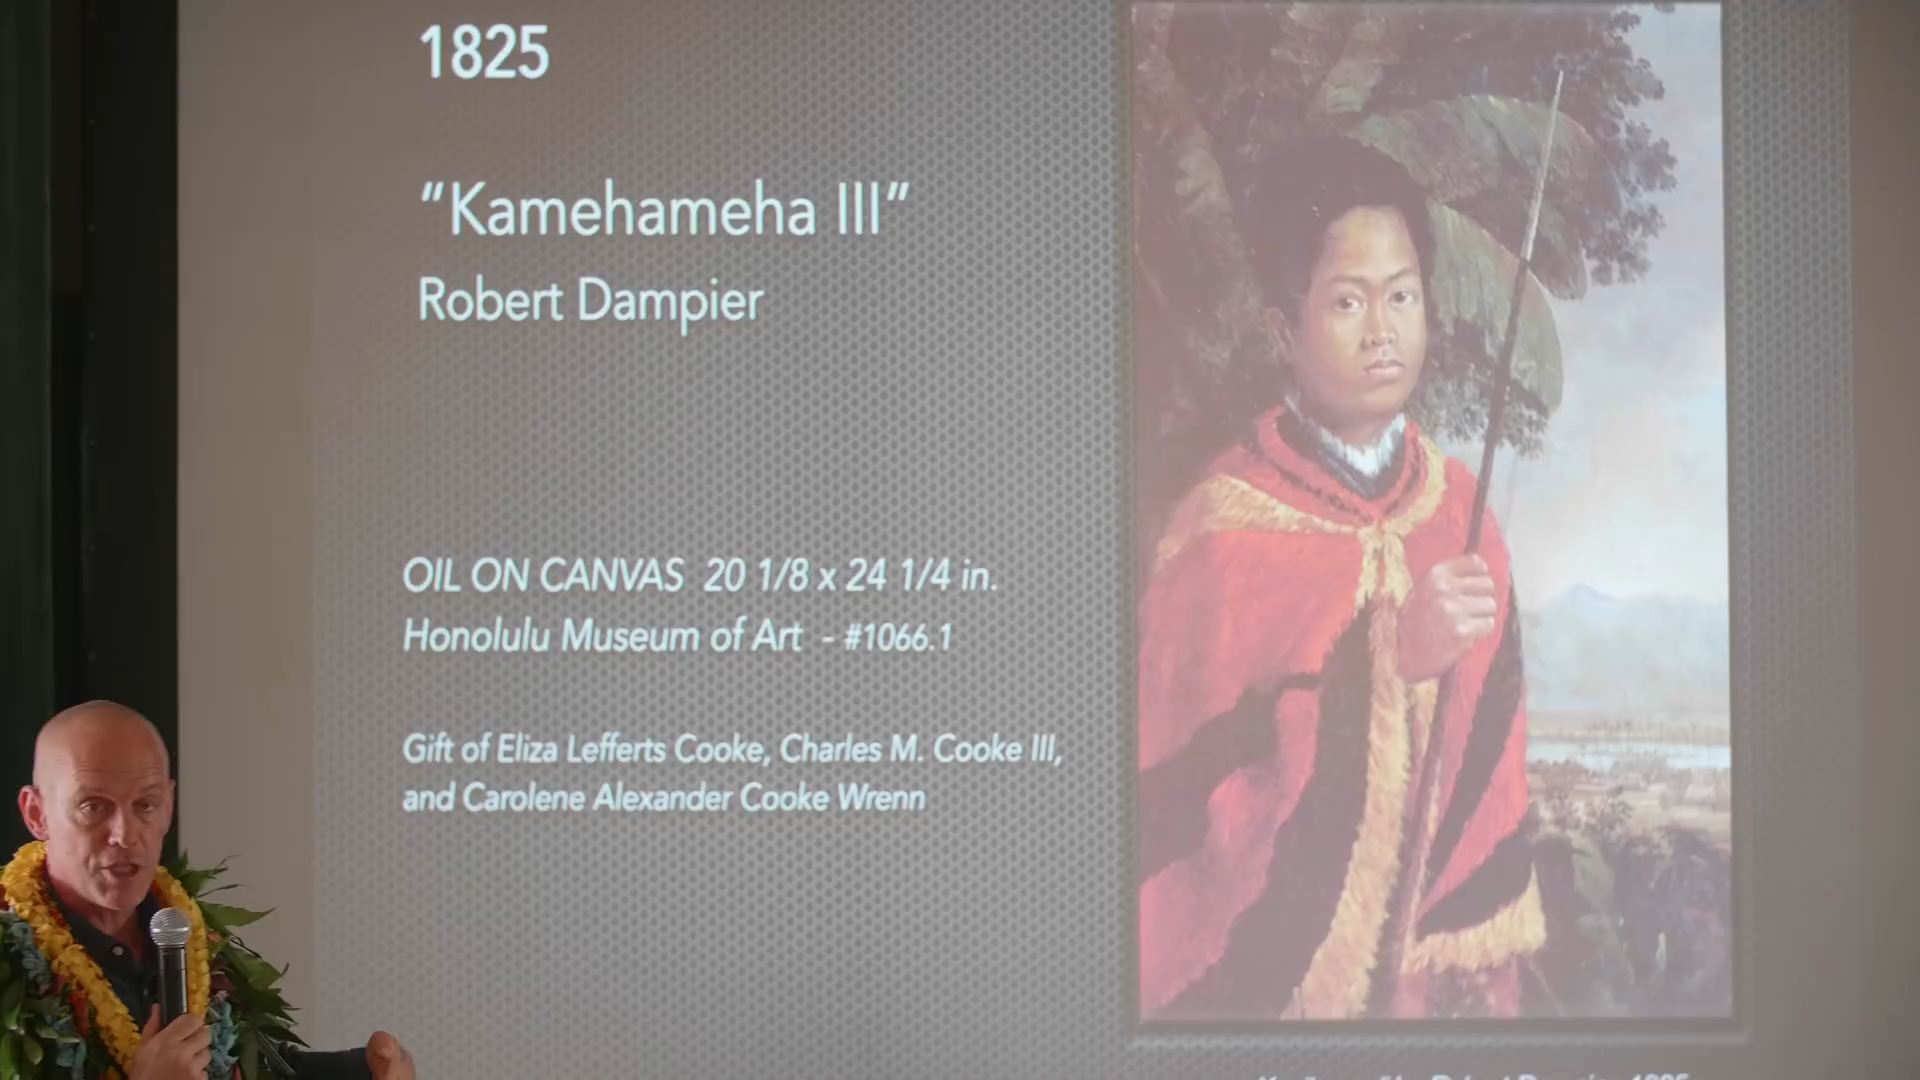 1825
“Kamehameha III”
Robert Dampier
OIL ON CANVAS 20 1/8 x 24 1/4 in.
Honolulu Museum of Art - #1066.1
Gift of Eliza Lefferts Cooke, Charles M. Cooke III,
and Carolene Alexander Cooke Wrenn